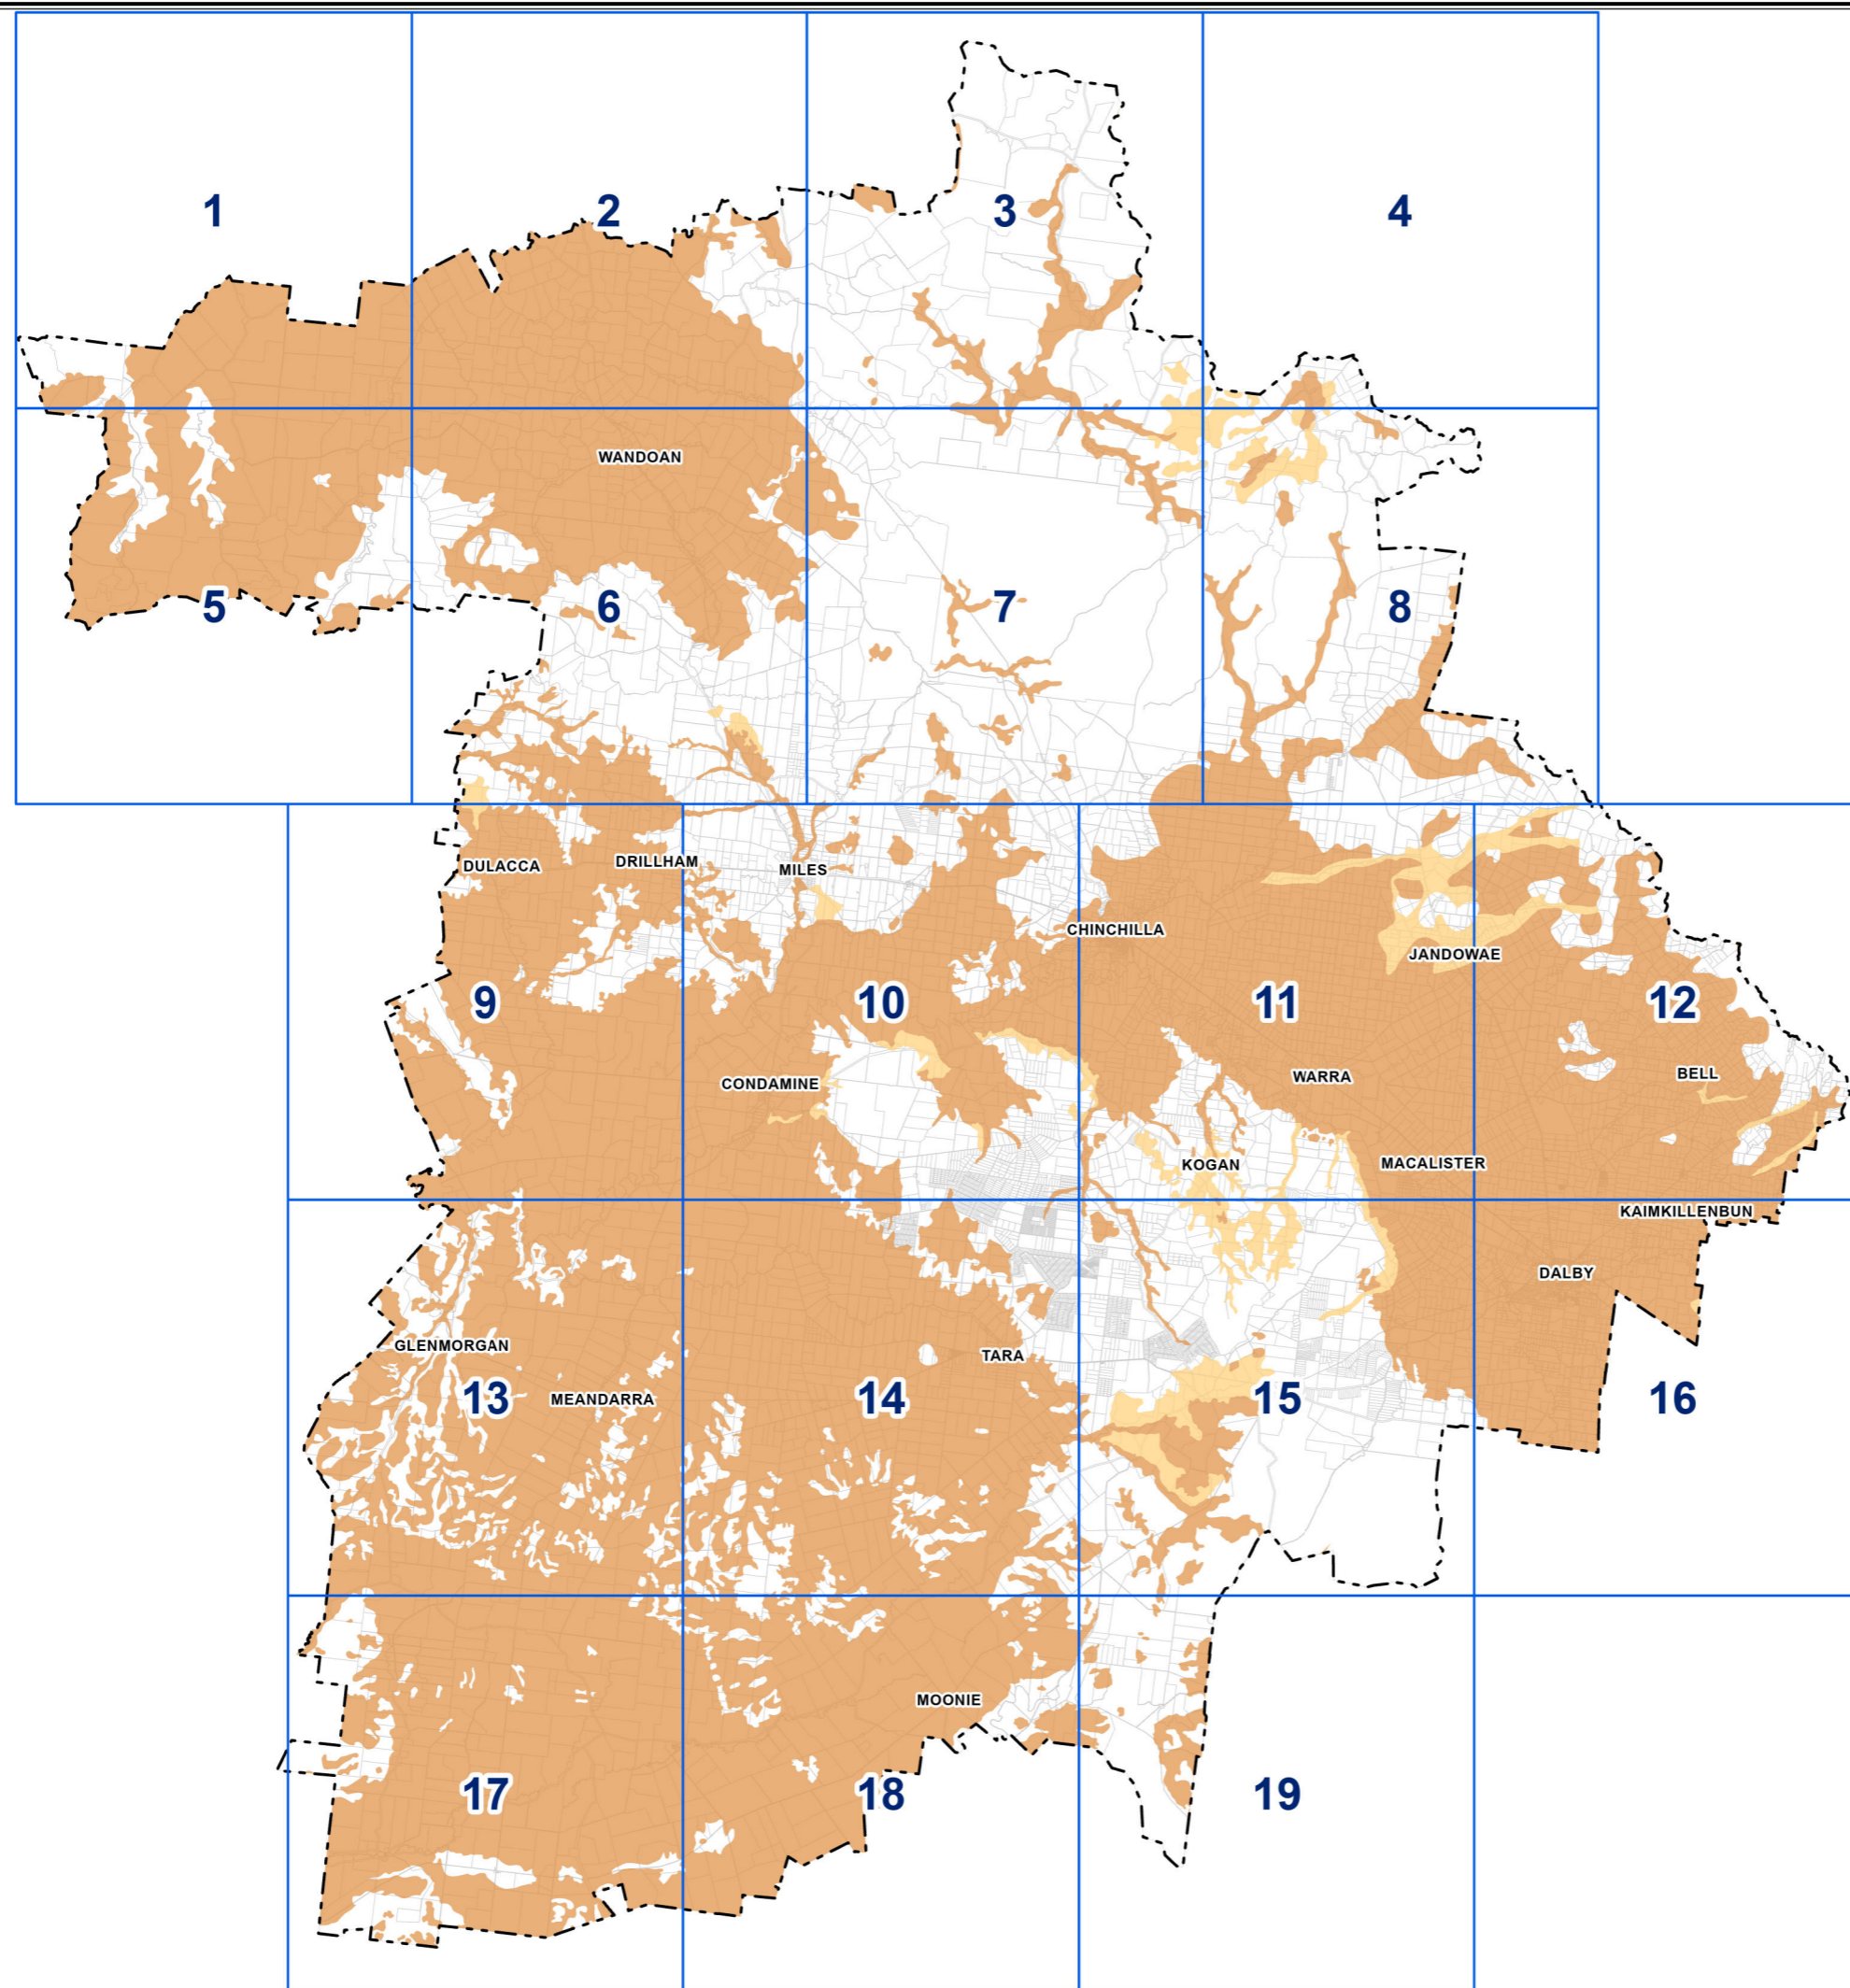 1
2
3
4
WANDOAN
5
6
7
8
DULACCA
DRILLHAM
MILES
CHINCHILLA
JANDOWAE
9
10
11
12
CONDAMINE
WARRA
BELL
KOGAN
MACALISTER
KAIMKILLENBUN
DALBY
GLENMORGAN
TARA
MEANDARRA
13
14
15
16
MOONIE
17
18
19